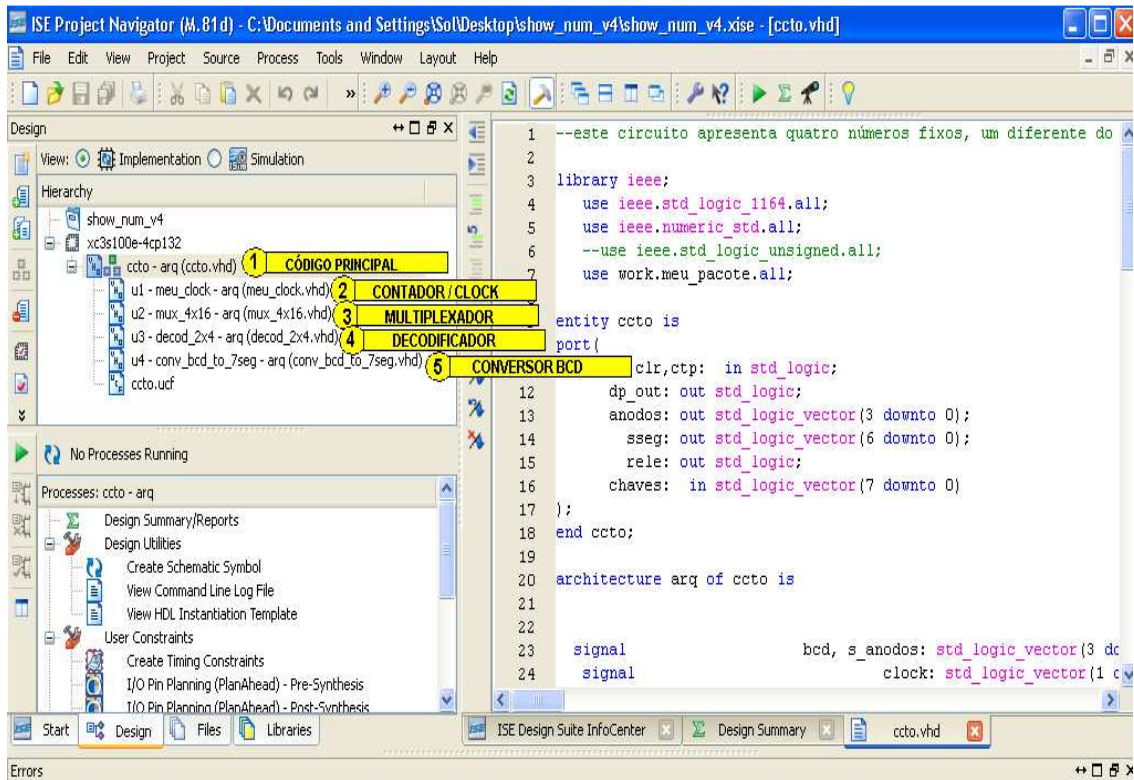 ISE Project Navigator (M.81d) - C:\Documents and Settings\Sol\Desktop\show_num_v4\show_num_v4.xise - [ccto.vhd]
File Edit View Project Source Process Tools Window Layout Help
Design
View: Implementation Simulation
Hierarchy
show_num_v4
xc3s100e-4cp132
ccto - arq (ccto.vhd) 1 CÓDIGO PRINCIPAL
u1 - meu_clock - arq (meu_clock.vhd) 2 CONTADOR / CLOCK
u2 - mux_4x16 - arq (mux_4x16.vhd) 3 MULTIPLEXADOR
u3 - decod_2x4 - arq (decod_2x4.vhd) 4 DECODIFICADOR
u4 - conv_bcd_to_7seg - arq (conv_bcd_to_7seg.vhd) 5 CONVERSOR BCD
ccto.ucf
No Processes Running
Processes: ccto - arq
Design Summary/Reports
Design Utilities
Create Schematic Symbol
View Command Line Log File
View HDL Instantiation Template
User Constraints
Create Timing Constraints
I/O Pin Planning (PlanAhead) - Pre-Synthesis
I/O Pin Planning (PlanAhead) - Post-Synthesis
Start Design Files Libraries
1 --este circuito apresenta quatro números fixos, um diferente do
2
3 library ieee;
4 use ieee.std_logic_1164.all;
5 use ieee.numeric_std.all;
6 --use ieee.std_logic_unsigned.all;
7 use work.meu_pacote.all;
entity ccto is
port(
clr,ctp: in std_logic;
12 dp_out: out std_logic;
13 anodos: out std_logic_vector(3 downto 0);
14 sseg: out std_logic_vector(6 downto 0);
15 rele: out std_logic;
16 chaves: in std_logic_vector(7 downto 0)
17 );
18 end ccto;
19
20 architecture arq of ccto is
21
22
23 signal bcd, s_anodos: std_logic_vector(3 do
24 signal clock: std_logic_vector(1
ISE Design Suite InfoCenter Design Summary ccto.vhd
Errors